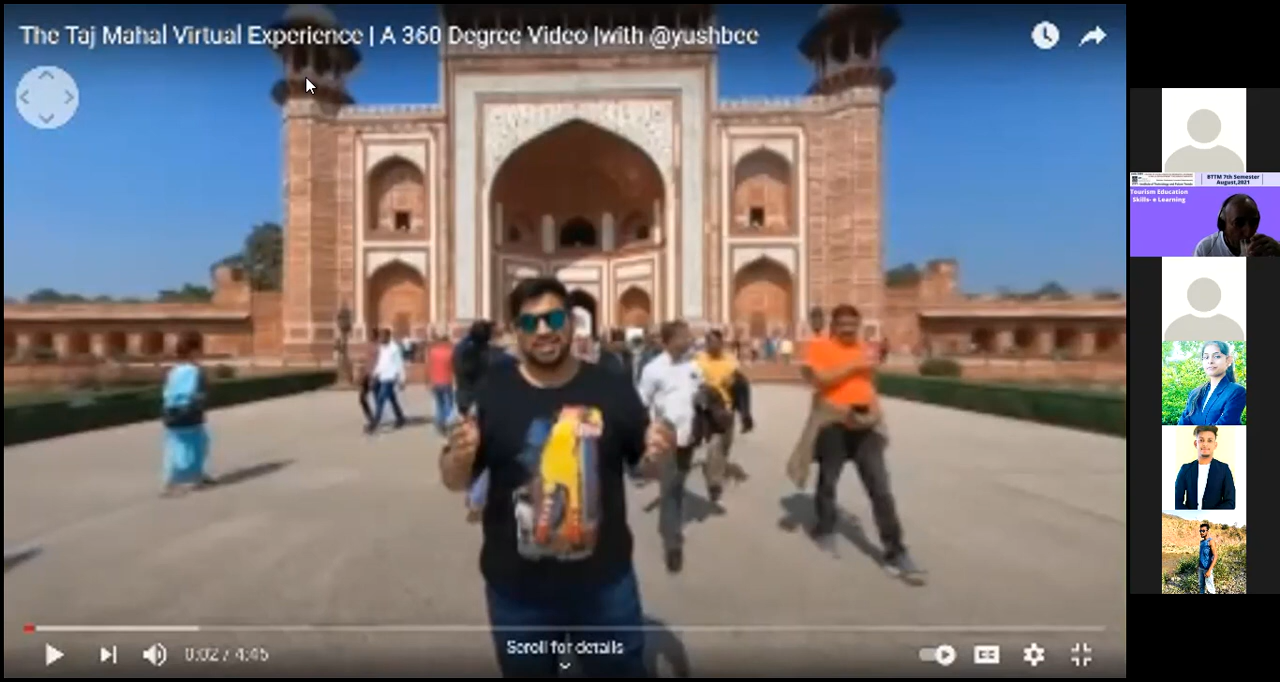 The Taj Mahal Virtual Experience | A 360 Degree Video |with @yushbee
BTTM 7th Semester
August,2021
Tourism Education
Skills- e Learning
Scroll for details
0:02 / 4:45
CC